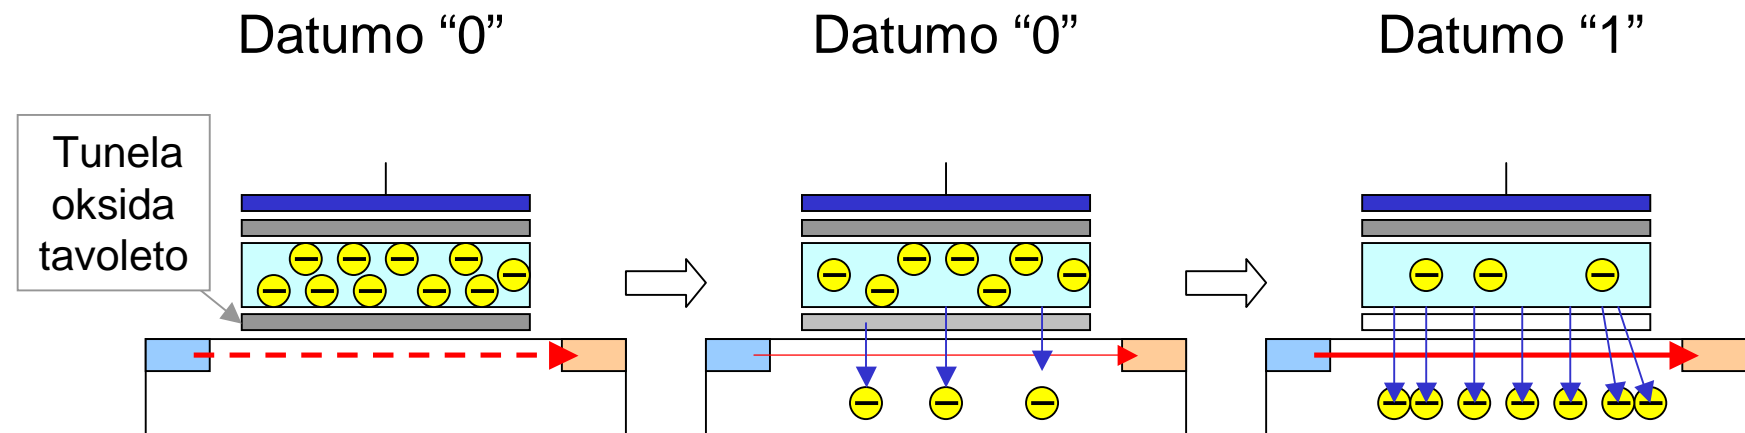 Datumo “0”
Datumo “0”
Datumo “1”
Tunela
oksida
tavoleto